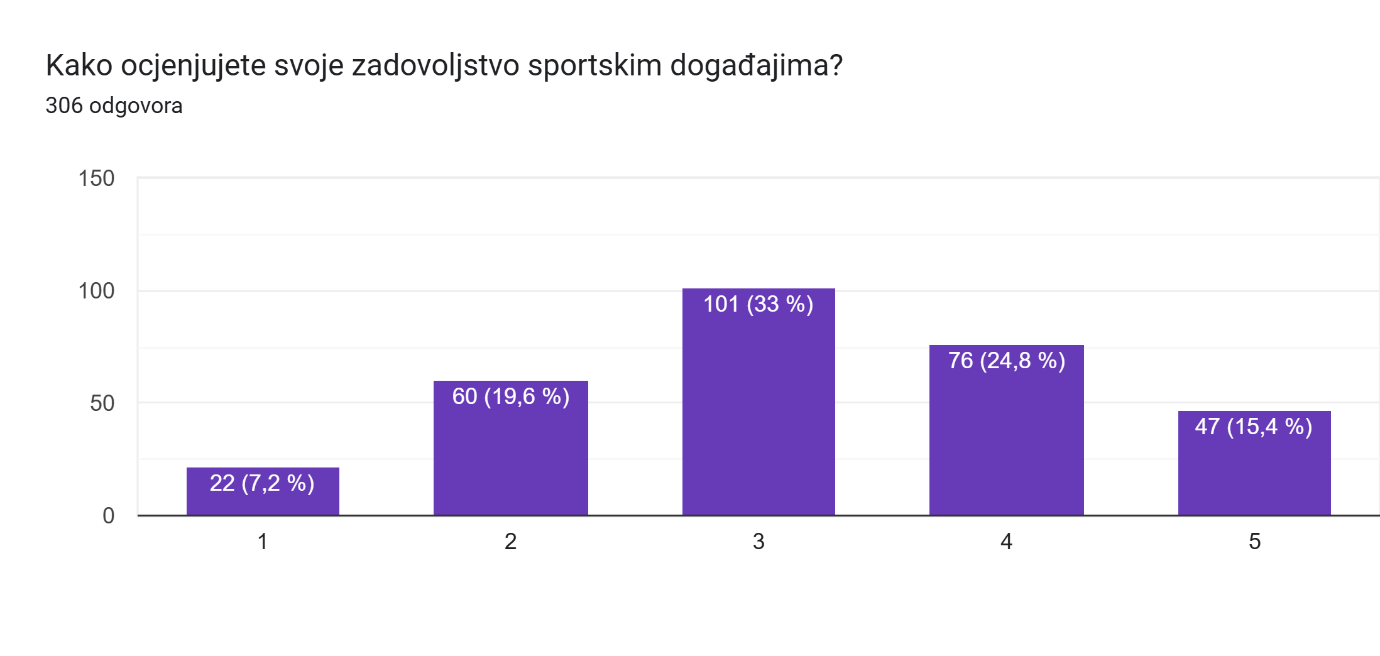 Kako ocjenjujete svoje zadovoljstvo sportskim događajima?
306 odgovora
150
100
50
0
22 (7,2 %)
60 (19,6 %)
101 (33 %)
76 (24,8 %)
47 (15,4 %)
1
2
3
4
5